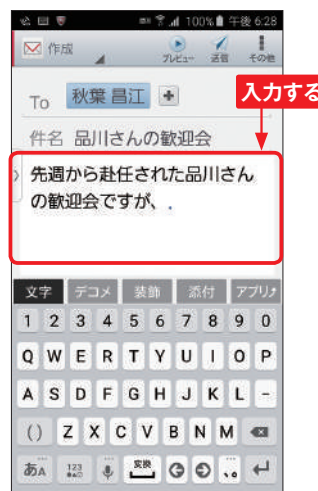 100% 午後 6:28
作成 プレビュー 送信 その他
To 秋葉 昌江 +
入力する
件名 品川さんの歓迎会
先週から赴任された品川さん
の歓迎会ですが、.
文字 デコメ 装飾 添付 アプリ
1 2 3 4 5 6 7 8 9 0
Q W E R T Y U I O P
A S D F G H J K L -
() Z X C V B N M
あA 123 変換